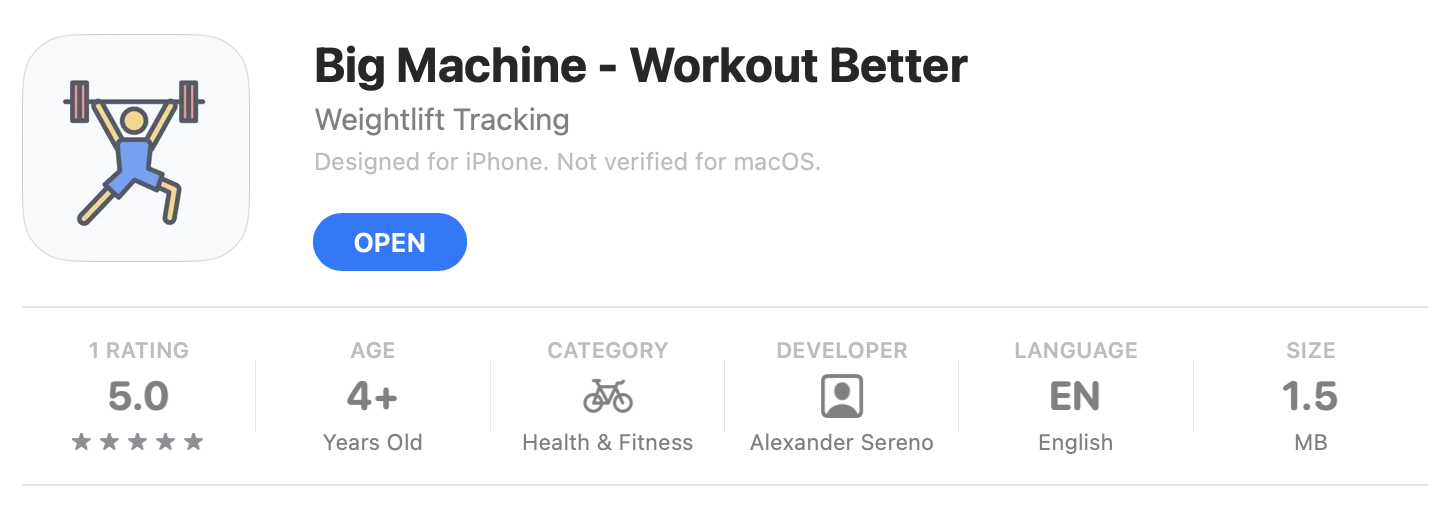 Big Machine - Workout Better
Weightlift Tracking
Designed for iPhone. Not verified for macOS.
OPEN
1 RATING
5.0
AGE
4+
Years Old
CATEGORY
Health & Fitness
DEVELOPER
Alexander Sereno
LANGUAGE
EN
English
SIZE
1.5
MB